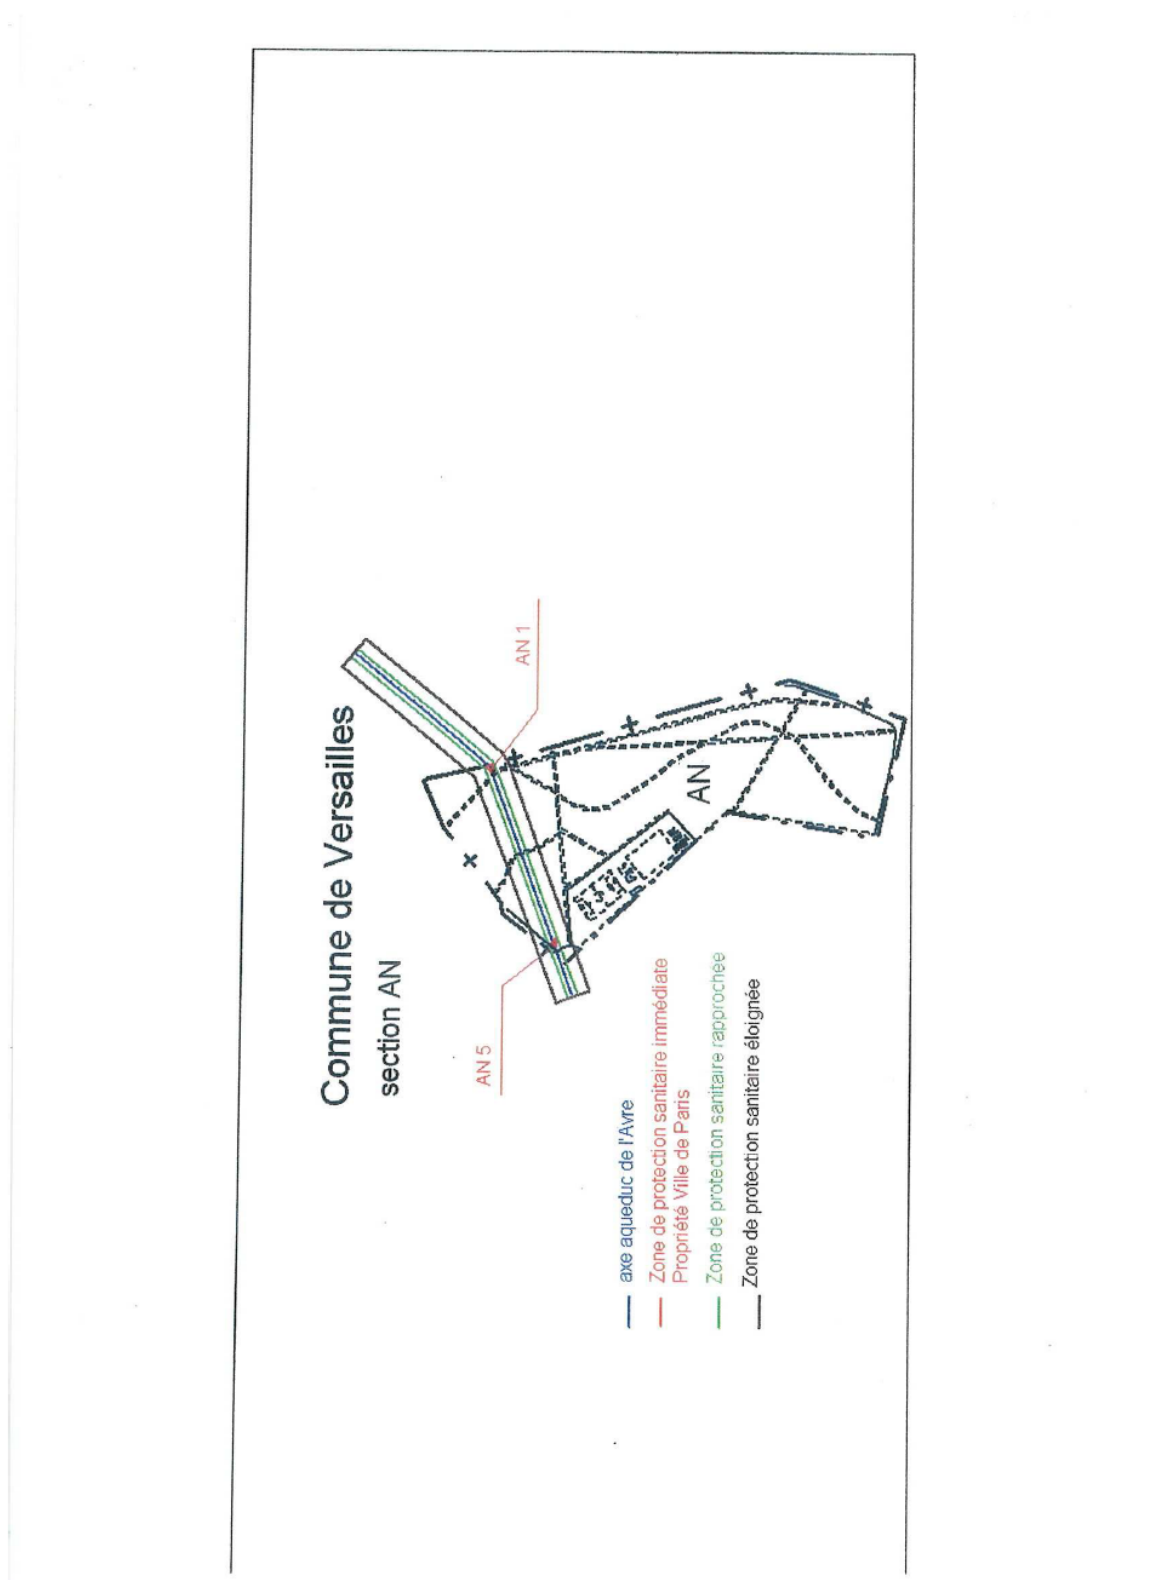 Commune de Versailles
section AN
AN 5
AN 1
AN
axe aqueduc de l'Avre
Zone de protection sanitaire immédiate
Propriété Ville de Paris
Zone de protection sanitaire rapprochée
Zone de protection sanitaire éloignée